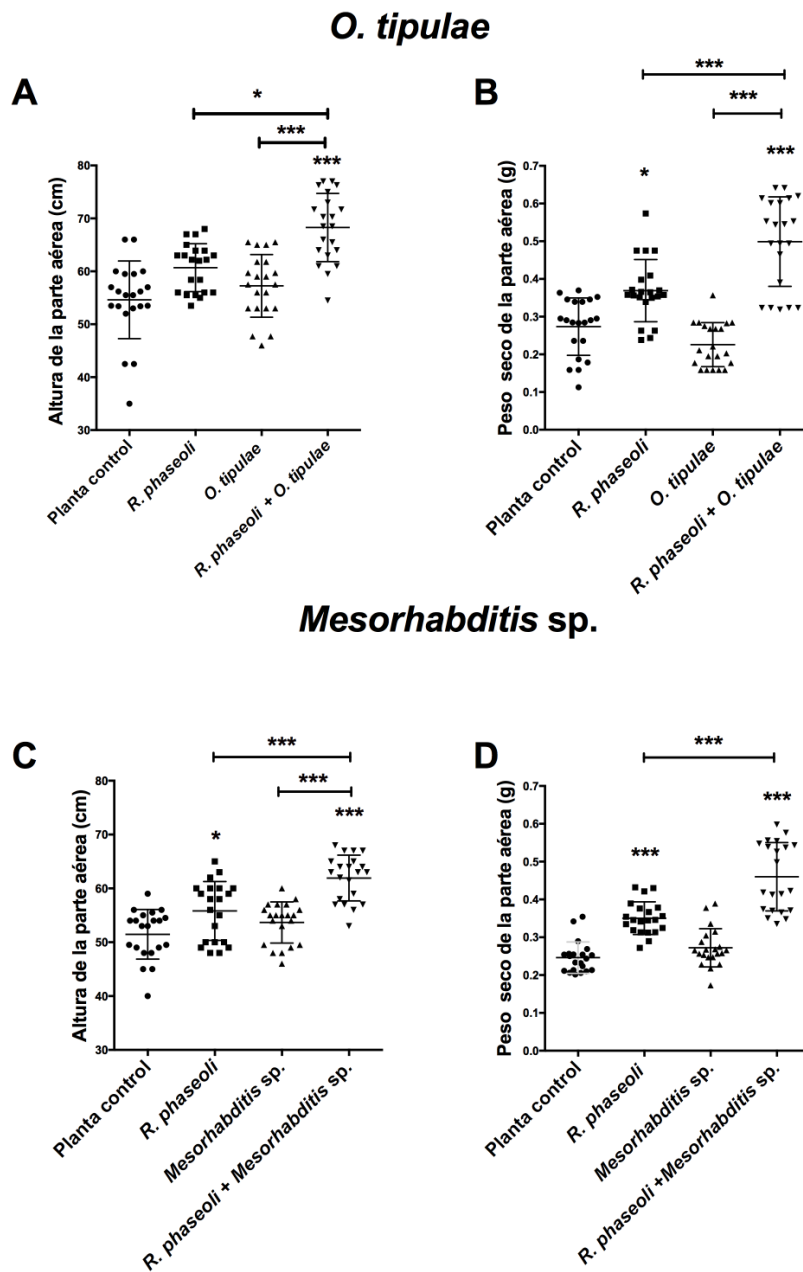 O. tipulae
A
B
*
***
***
***
***
*
***
Altura de la parte aérea (cm)
80
70
60
50
40
30
Peso seco de la parte aérea (g)
0.7
0.6
0.5
0.4
0.3
0.2
0.1
0.0
Planta control
R. phaseoli
O. tipulae
R. phaseoli + O. tipulae
Planta control
R. phaseoli
O. tipulae
R. phaseoli + O. tipulae
Mesorhabditis sp.
C
D
***
***
***
*
***
***
***
Altura de la parte aérea (cm)
80
70
60
50
40
30
Peso seco de la parte aérea (g)
0.7
0.6
0.5
0.4
0.3
0.2
0.1
0.0
Planta control
R. phaseoli
Mesorhabditis sp.
R. phaseoli + Mesorhabditis sp.
Planta control
R. phaseoli
Mesorhabditis sp.
R. phaseoli +Mesorhabditis sp.